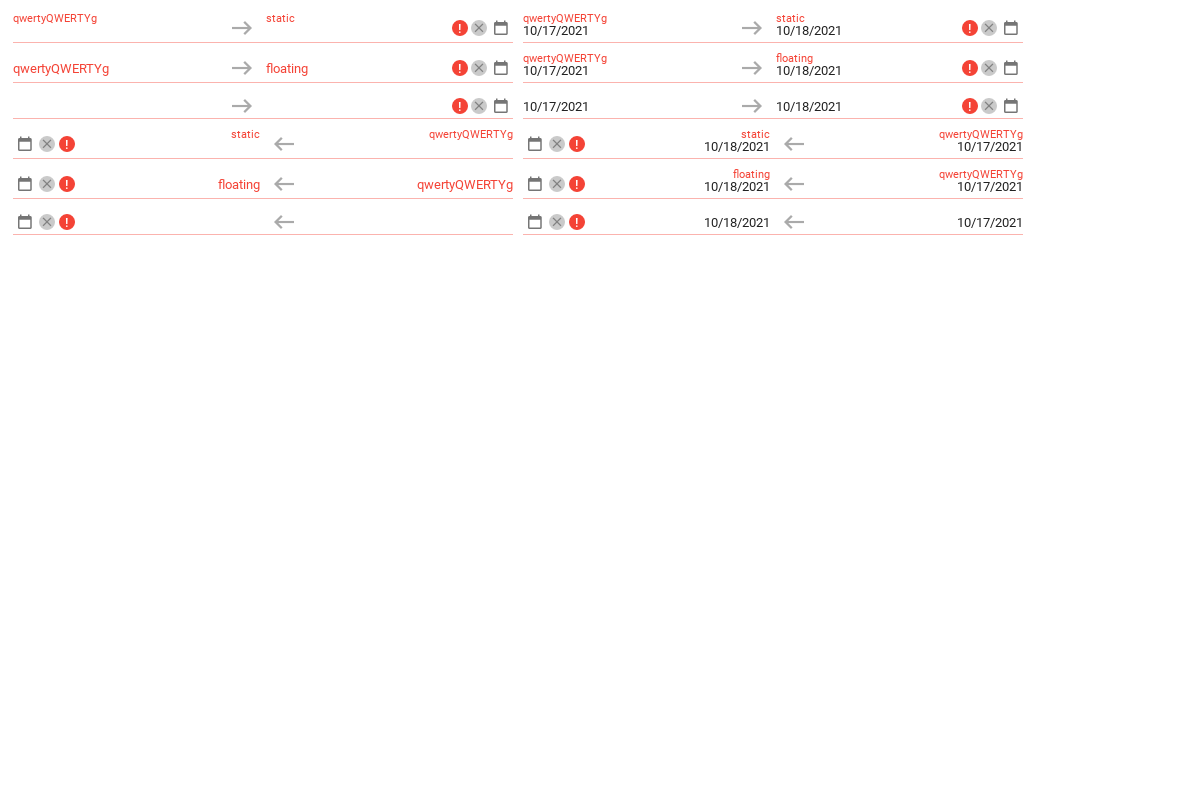 qwertyQWERTYg static qwertyQWERTYg static
10/17/2021 10/18/2021
qwertyQWERTYg floating qwertyQWERTYg floating
10/17/2021 10/18/2021
10/17/2021 10/18/2021
static qwertyQWERTYg static qwertyQWERTYg
10/18/2021 10/17/2021
floating qwertyQWERTYg floating qwertyQWERTYg
10/18/2021 10/17/2021
10/18/2021 10/17/2021